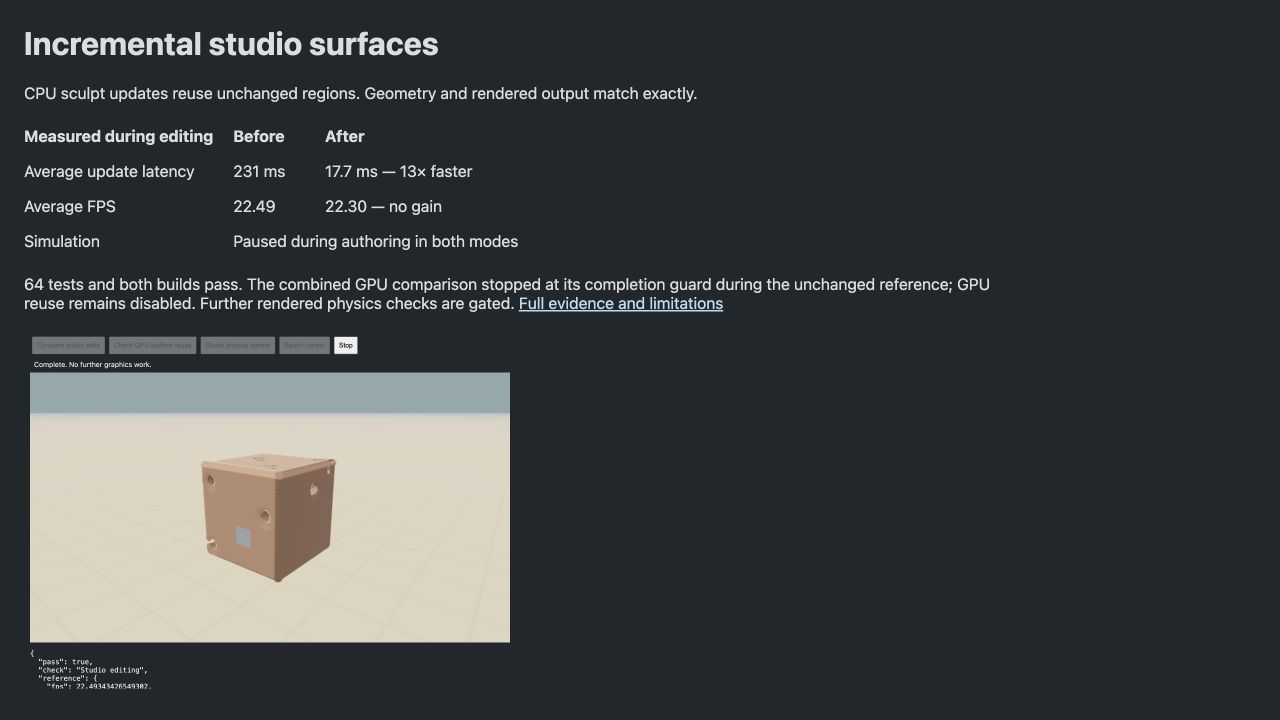 Incremental studio surfaces
CPU sculpt updates reuse unchanged regions. Geometry and rendered output match exactly.
Measured during editing Before After
Average update latency 231 ms 17.7 ms — 13× faster
Average FPS 22.49 22.30 — no gain
Simulation Paused during authoring in both modes
64 tests and both builds pass. The combined GPU comparison stopped at its completion guard during the unchanged reference; GPU
reuse remains disabled. Further rendered physics checks are gated. Full evidence and limitations
Compare studio edits Check GPU surface reuse Studio physics control Beach control Stop
Complete. No further graphics work.
{
"pass": true,
"check": "Studio editing",
"reference": {
"fps": 22.49343426549302,